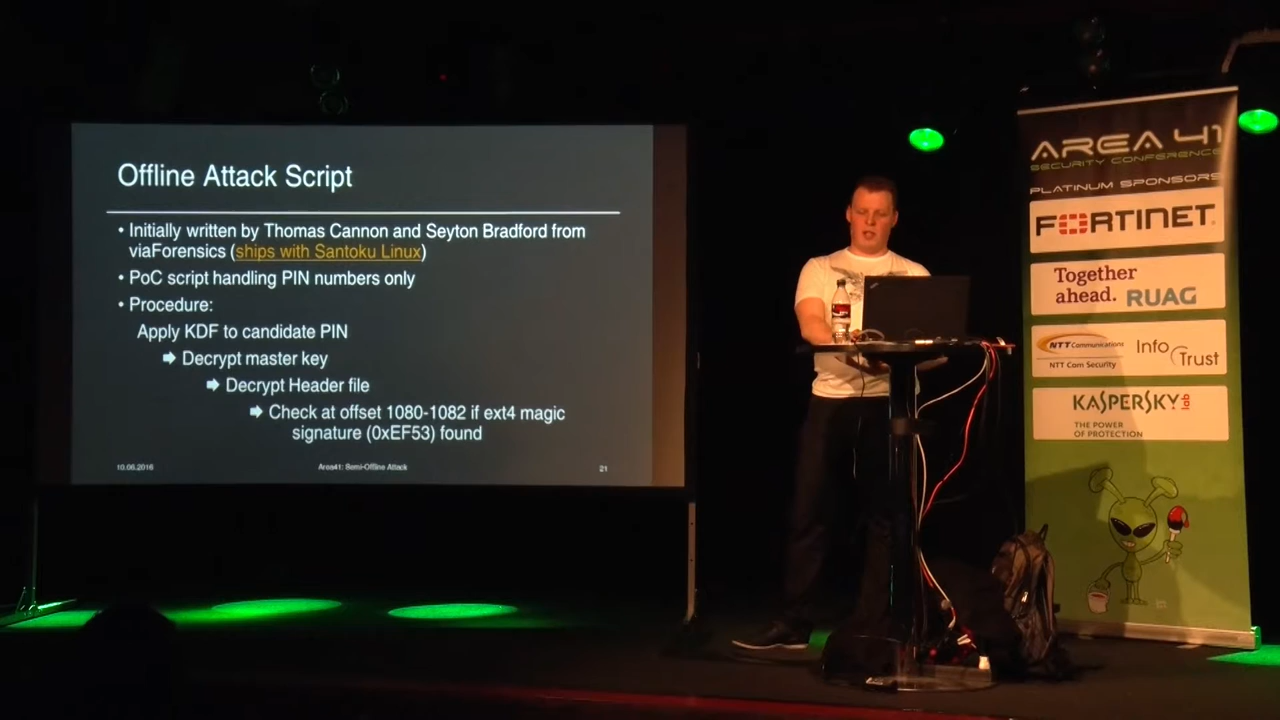 Offline Attack Script
• Initially written by Thomas Cannon and Seyton Bradford from
viaForensics (ships with Santoku Linux)
• PoC script handling PIN numbers only
• Procedure:
Apply KDF to candidate PIN
➡ Decrypt master key
➡ Decrypt Header file
➡ Check at offset 1080-1082 if ext4 magic
signature (0xEF53) found
10.06.2016
Area41: Semi-Offline Attack
21
AREA 41
SECURITY CONFERENCE
PLATINUM SPONSORS
FORTINET
Together
ahead. RUAG
NTT Communications
NTT Com Security
InfoTrust
KASPERSKY lab
THE POWER
OF PROTECTION